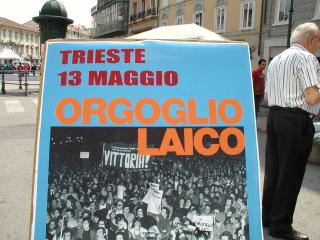 TRIESTE
13 MAGGIO
ORGOGLIO
LAICO
VITTORIA!